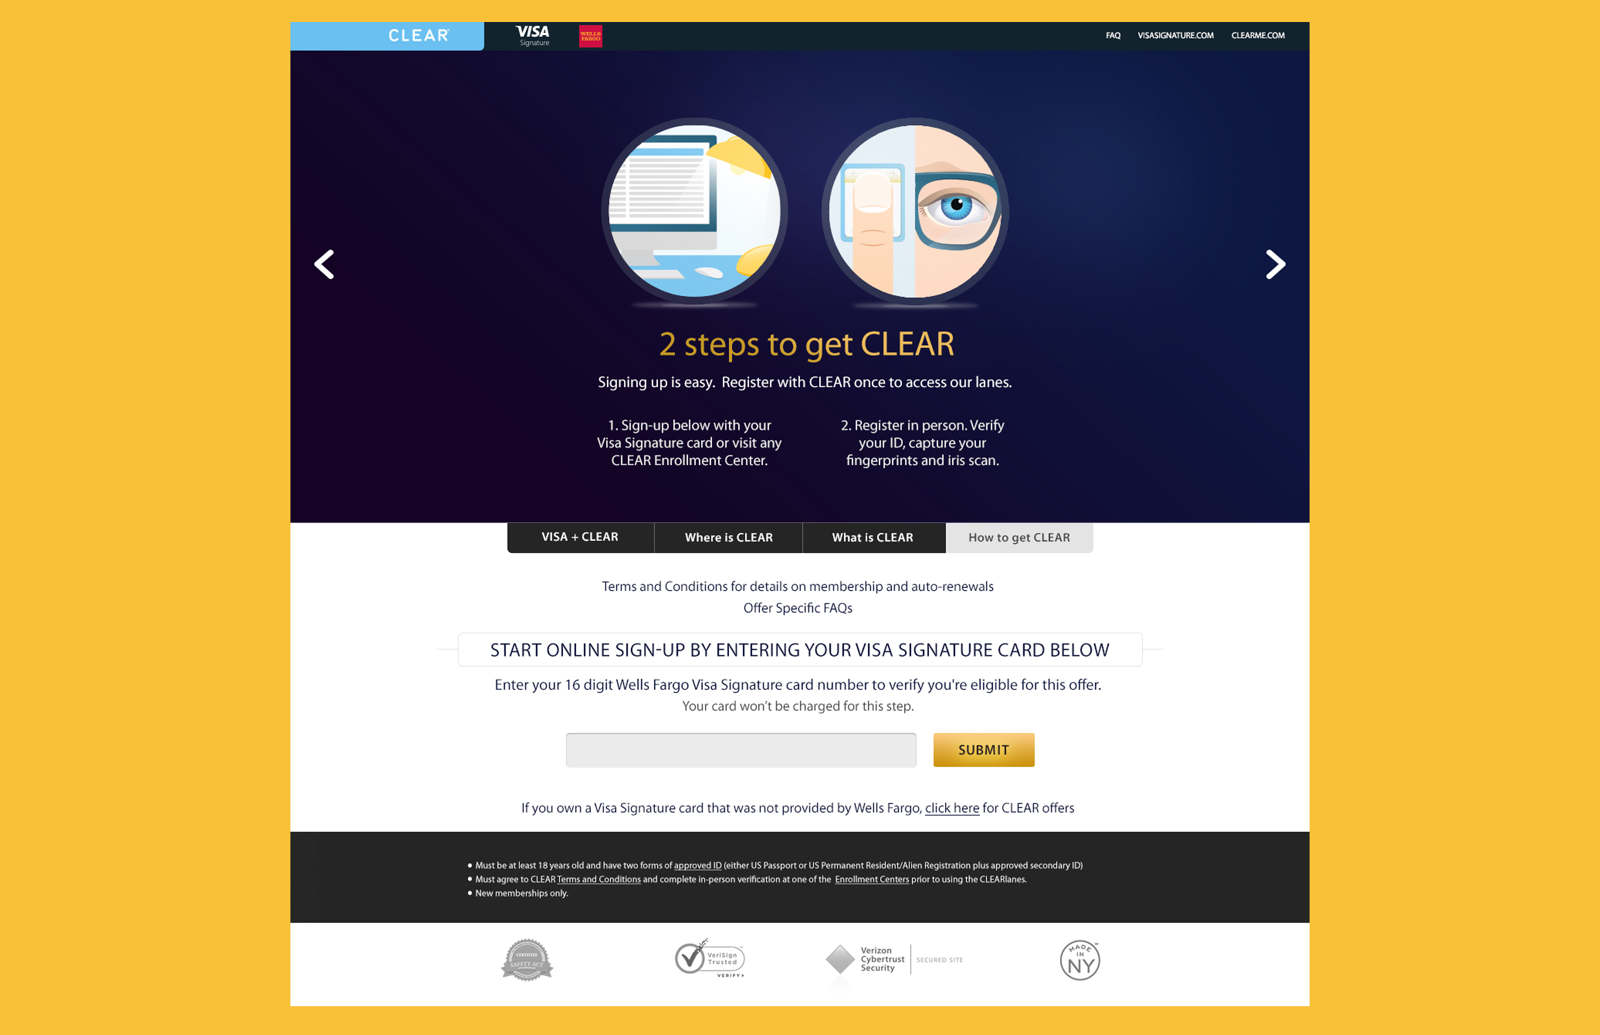 CLEAR
VISA
Signature
WELLS
FARGO
FAQ
VISASIGNATURE.COM
CLEARME.COM
2 steps to get CLEAR
Signing up is easy. Register with CLEAR once to access our lanes.
1. Sign-up below with your
Visa Signature card or visit any
CLEAR Enrollment Center.
2. Register in person. Verify
your ID, capture your
fingerprints and iris scan.
VISA + CLEAR
Where is CLEAR
What is CLEAR
How to get CLEAR
Terms and Conditions for details on membership and auto-renewals
Offer Specific FAQs
START ONLINE SIGN-UP BY ENTERING YOUR VISA SIGNATURE CARD BELOW
Enter your 16 digit Wells Fargo Visa Signature card number to verify you're eligible for this offer.
Your card won't be charged for this step.
SUBMIT
If you own a Visa Signature card that was not provided by Wells Fargo, click here for CLEAR offers
• Must be at least 18 years old and have two forms of approved ID (either US Passport or US Permanent Resident/Alien Registration plus approved secondary ID)
• Must agree to CLEAR Terms and Conditions and complete in-person verification at one of the Enrollment Centers prior to using the CLEARlanes.
• New memberships only.
CERTIFIED
SAFETY ACT
VeriSign
Trusted
VERIFY
Verizon
Cybertrust
Security
SECURED SITE
MADE
IN
NY